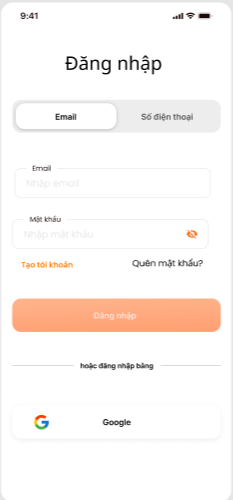 9:41
Đăng nhập
Email
Số điện thoại
Email
Nhập email
Mật khẩu
Nhập mật khẩu
Tạo tài khoản
Quên mật khẩu?
Đăng nhập
hoặc đăng nhập bằng
Google